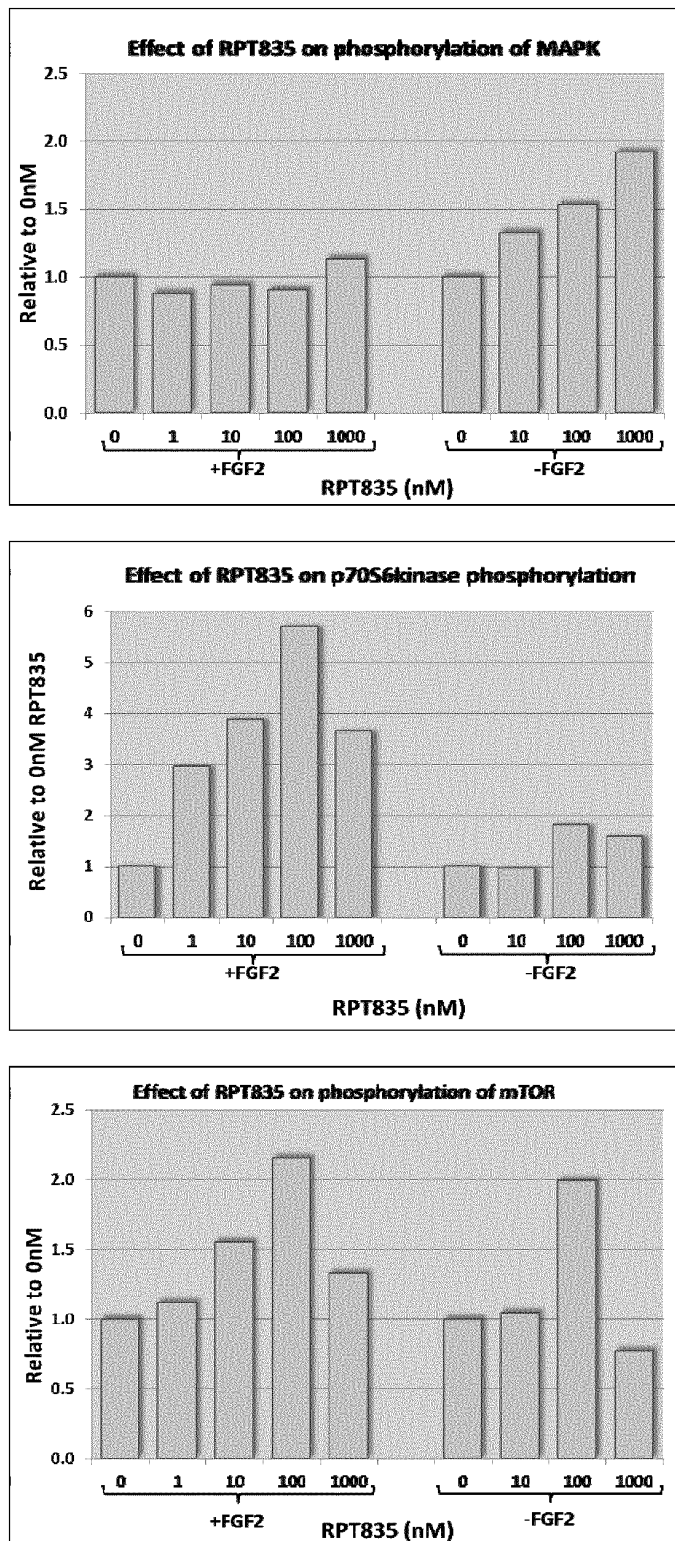 Effect of RPT835 on phosphorylation of MAPK
Relative to 0nM
2.5
2.0
1.5
1.0
0.5
0.0
0 1 10 100 1000 0 10 100 1000
+FGF2 -FGF2
RPT835 (nM)
Effect of RPT835 on p70S6kinase phosphorylation
Relative to 0nM RPT835
6
5
4
3
2
1
0
0 1 10 100 1000 0 10 100 1000
+FGF2 -FGF2
RPT835 (nM)
Effect of RPT835 on phosphorylation of mTOR
Relative to 0nM
2.5
2.0
1.5
1.0
0.5
0.0
0 1 10 100 1000 0 10 100 1000
+FGF2 -FGF2
RPT835 (nM)